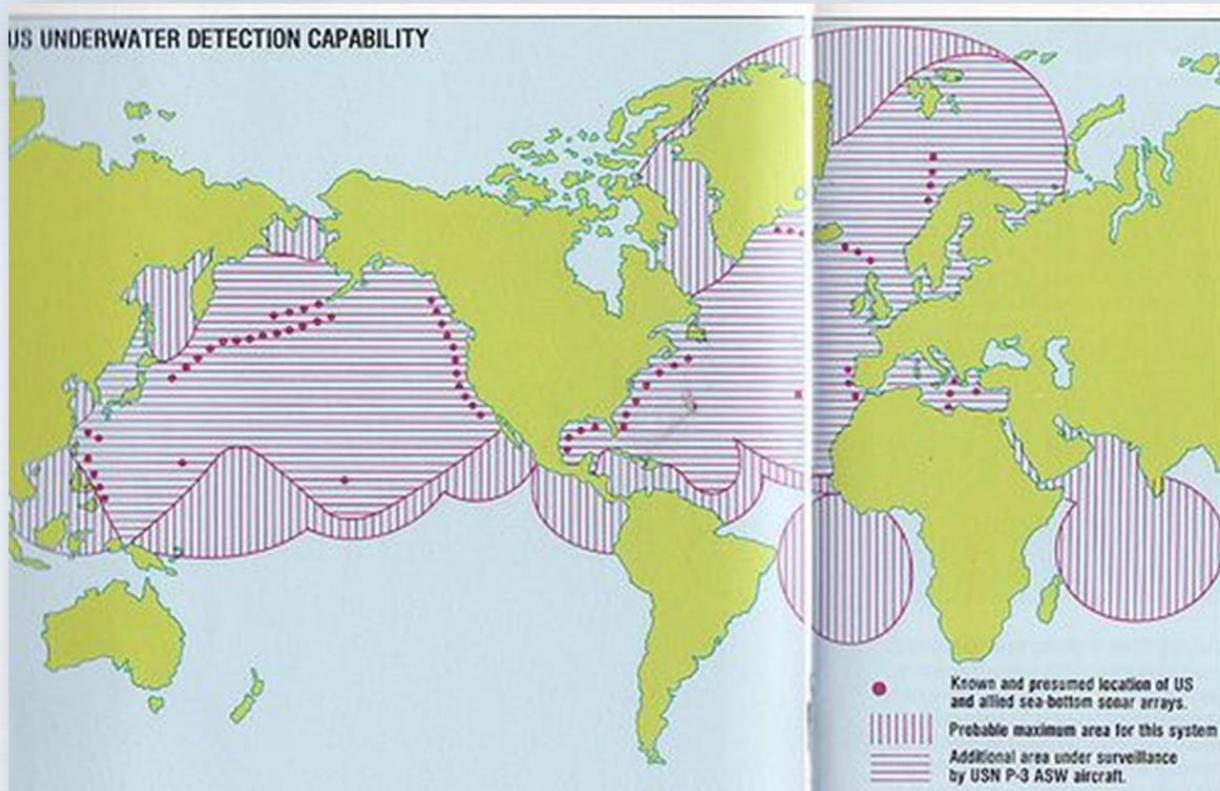 US UNDERWATER DETECTION CAPABILITY
Known and presumed location of US
and allied sea-bottom sonar arrays.
Probable maximum area for this system
Additional area under surveillance
by USN P-3 ASW aircraft.